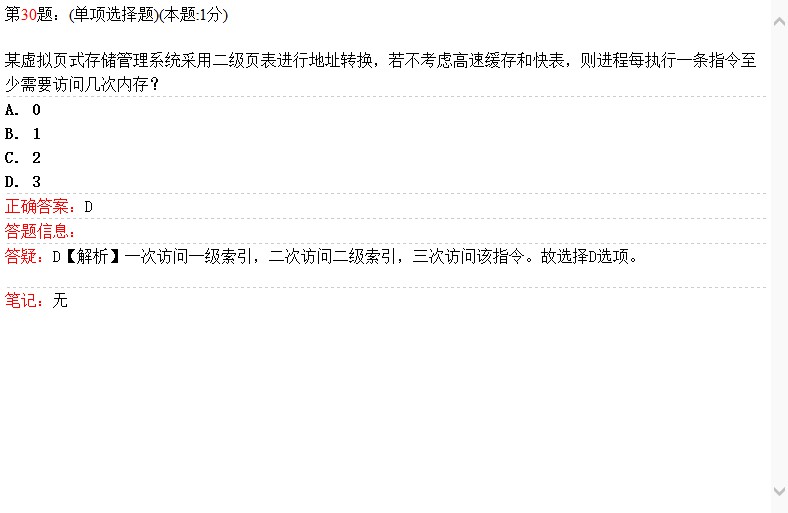 第30题：(单项选择题)(本题:1分)
某虚拟页式存储管理系统采用二级页表进行地址转换，若不考虑高速缓存和快表，则进程每执行一条指令至
少需要访问几次内存？
A. 0
B. 1
C. 2
D. 3
正确答案：D
答题信息：
答疑：D【解析】一次访问一级索引，二次访问二级索引，三次访问该指令。故选择D选项。
笔记：无